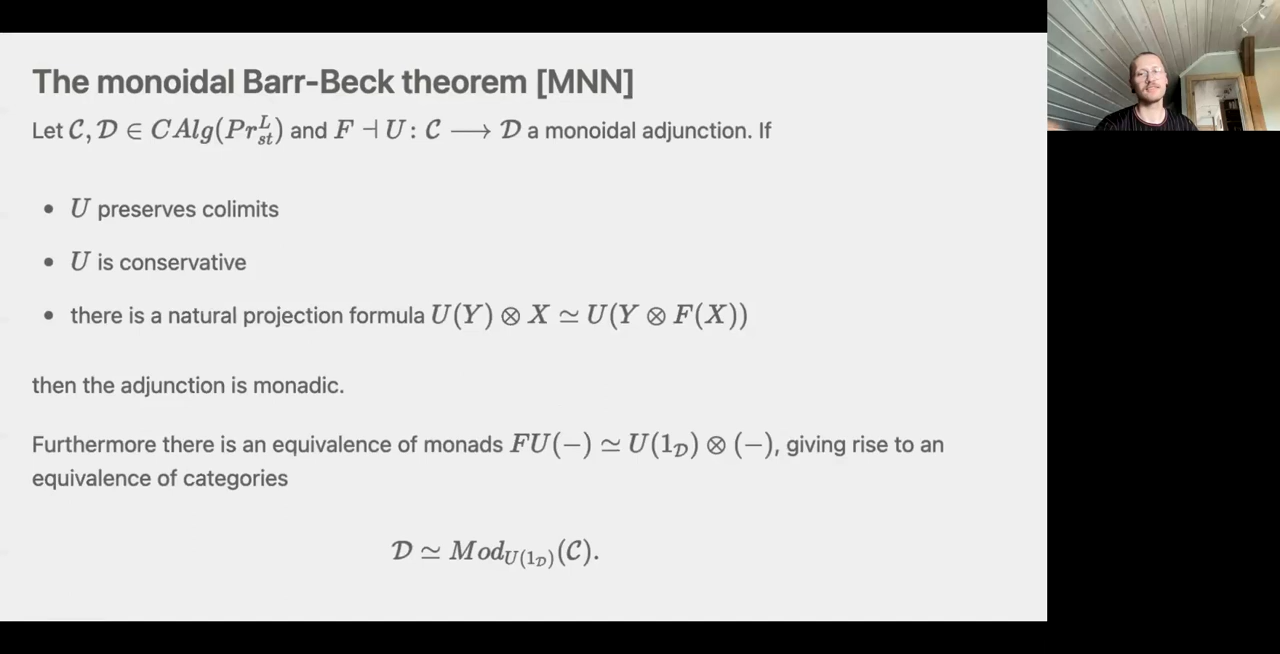 The monoidal Barr-Beck theorem [MNN]
Let 𝒞, 𝒟 ∈ CAlg(Pr^L_st) and F ⊣ U : 𝒞 ⟶ 𝒟 a monoidal adjunction. If
• U preserves colimits
• U is conservative
• there is a natural projection formula U(Y) ⊗ X ≃ U(Y ⊗ F(X))
then the adjunction is monadic.
Furthermore there is an equivalence of monads FU(−) ≃ U(1_𝒟) ⊗ (−), giving rise to an
equivalence of categories
𝒟 ≃ Mod_{U(1_𝒟)}(𝒞).